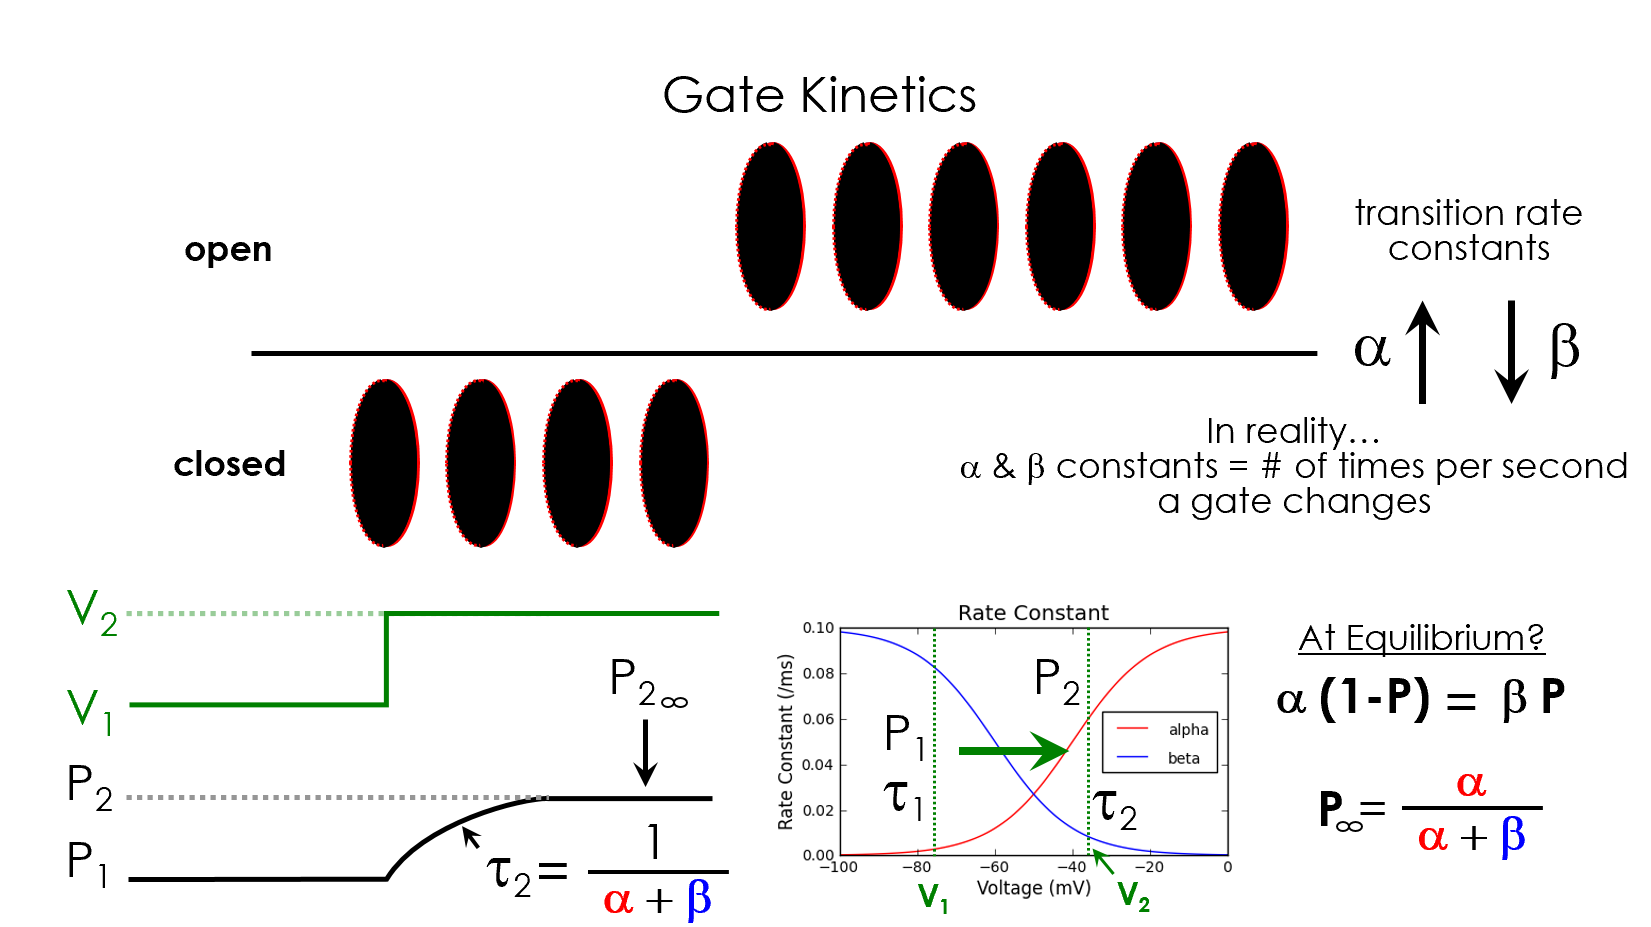 Gate Kinetics
open
transition rate
constants
α β
closed
In reality...
α & β constants = # of times per second
a gate changes
V2
V1
P2∞
P2
P1
τ2 = 1 / α + β
Rate Constant
Rate Constant (/ms)
0.10
0.08
0.06
0.04
0.02
0.00
−100 −80 −60 −40 −20 0
Voltage (mV)
P1
τ1
P2
τ2
alpha
beta
V1
V2
At Equilibrium?
α (1-P) = β P
P∞ = α / α + β